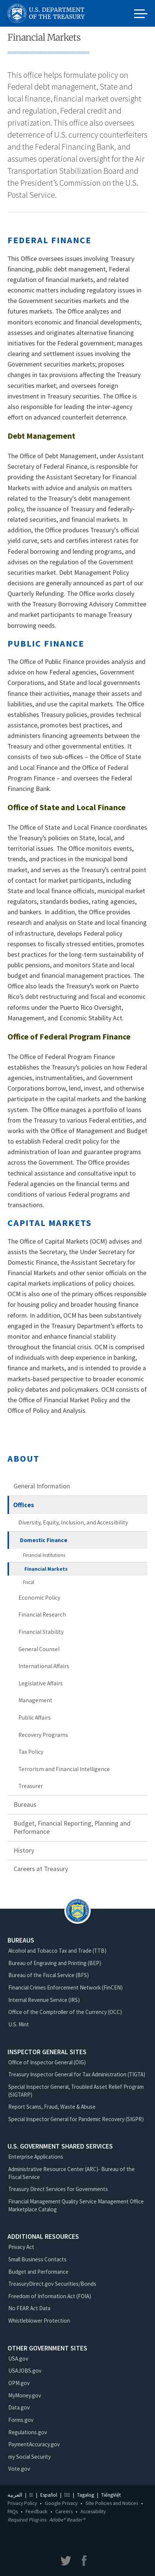 U.S. DEPARTMENT
OF THE TREASURY
Financial Markets
This office helps formulate policy on
Federal debt management, State and
local finance, financial market oversight
and regulation, Federal credit and
privatization. This office also oversees
deterrence of U.S. currency counterfeiters
and the Federal Financing Bank, and
assumes operational oversight for the Air
Transportation Stabilization Board and
the President’s Commission on the U.S.
Postal Service.
FEDERAL FINANCE
This Office oversees issues involving Treasury
financing, public debt management, Federal
regulation of financial markets, and related
economic matters including regulatory issues in
the Government securities market and the
futures markets. The Office analyzes and
monitors economic and financial developments;
initiatives for the Federal government; manages
clearing and settlement issues involving the
Government securities markets; proposes
changes in policies affecting the Treasury
securities market; and oversees foreign
investment in Treasury securities. The Office is
also responsible for leading the inter-agency
effort on counterfeit deterrence.
Debt Management
The Office of Debt Management, under Assistant
Secretary of Federal Finance, is responsible for
providing the Assistant Secretary for Financial
Markets with advice and analysis on matters
related to the Treasury's debt management
policy, the issuance of Treasury and federally-
related securities, and financial markets. In
addition, the Office produces Treasury's official
yield curve, sets and certifies interest rates for
Federal borrowing and lending programs, and
advises on the regulation of the Government
securities market. Debt Management Policy
decisions are generally announced as part of our
Quarterly Refunding. The Office works closely
with the Treasury Borrowing Advisory Committee
and market participants to manage Treasury
borrowing needs.
PUBLIC FINANCE
The Office of Public Finance provides analysis and
advice on how Federal agencies, Government
Corporations, and State and local governments
invest, borrow and lend, manage their assets and
liabilities, and use the capital markets. The Office
establishes Treasury policies, provides technical
assistance, prompts best practices, and
administers financing agreements between the
Treasury and other governmental entities. It
consists of two sub-offices – the Office of State
and Local Finance and the Office of Federal
Program Finance – and oversees the Federal
Financing Bank.
Office of State and Local Finance
The Office of State and Local Finance coordinates
the Treasury’s policies on State, local, and
territorial issues. The Office monitors events,
trends, and practices in the municipal bond
market, and serves as the Treasury’s central point
of contact for market participants including
State and local finance officials, municipal market
regulators, standards bodies, rating agencies,
and bankers. In addition, the Office provides
expertise on State and local financing of
infrastructure, develops Federal policy
proposals, and promotes transparency and
best practices for the long-term sustainability of
public pensions, and monitors State and local
budget and financial management practices. The
Office also leads the Treasury’s work on Puerto
Rico’s debt restructuring and fiscal and economic
reforms under the Puerto Rico Oversight,
Management, and Economic Stability Act.
Office of Federal Program Finance
The Office of Federal Program Finance
establishes the Treasury’s policies on how Federal
agencies, instrumentalities, and Government
Corporations borrow, lend, invest, and otherwise
participate in the capital markets and the banking
system. The Office manages a portfolio of loans
from the Treasury to various Federal entities, and
works with the Office of Management and Budget
to establish Federal credit policy for the
administration of loan and guarantee programs
across the Government. The Office provides
technical advice and policy assistance to other
Federal agencies on the financial terms and
conditions of various Federal programs and
transactions.
CAPITAL MARKETS
The Office of Capital Markets (OCM) advises and
assists the Secretary, the Under Secretary for
Domestic Finance, the Assistant Secretary for
Financial Markets and other senior officials on the
capital markets implications of policy choices.
OCM is also one of the primary offices responsible
for housing policy and broader housing finance
reform. In addition, OCM has been substantively
engaged in the Treasury Department’s efforts to
promote and enhance financial stability
throughout the financial crisis. OCM is comprised
of individuals with deep experience in banking,
finance and markets, and is intended to provide a
markets-based perspective to broader economic
policy debates and policymakers. OCM consists of
the Office of Financial Market Policy and the
Office of Policy and Analysis.
ABOUT
General Information
Offices
Diversity, Equity, Inclusion, and Accessibility
Domestic Finance
Financial Institutions
Financial Markets
Fiscal
Economic Policy
Financial Research
Financial Stability
General Counsel
International Affairs
Legislative Affairs
Management
Public Affairs
Recovery Programs
Tax Policy
Terrorism and Financial Intelligence
Treasurer
Bureaus
Budget, Financial Reporting, Planning and
Performance
History
Careers at Treasury
BUREAUS
Alcohol and Tobacco Tax and Trade (TTB)
Bureau of Engraving and Printing (BEP)
Bureau of the Fiscal Service (BFS)
Financial Crimes Enforcement Network (FinCEN)
Internal Revenue Service (IRS)
Office of the Comptroller of the Currency (OCC)
U.S. Mint
INSPECTOR GENERAL SITES
Office of Inspector General (OIG)
Treasury Inspector General for Tax Administration (TIGTA)
Special Inspector General, Troubled Asset Relief Program
(SIGTARP)
Report Scams, Fraud, Waste & Abuse
Special Inspector General for Pandemic Recovery (SIGPR)
U.S. GOVERNMENT SHARED SERVICES
Enterprise Applications
Administrative Resource Center (ARC)- Bureau of the
Fiscal Service
Treasury Direct Services for Governments
Financial Management Quality Service Management Office
Marketplace Catalog
ADDITIONAL RESOURCES
Privacy Act
Small Business Contacts
Budget and Performance
TreasuryDirect.gov Securities/Bonds
Freedom of Information Act (FOIA)
No FEAR Act Data
Whistleblower Protection
OTHER GOVERNMENT SITES
USA.gov
USAJOBS.gov
OPM.gov
MyMoney.gov
Data.gov
Forms.gov
Regulations.gov
PaymentAccuracy.gov
my Social Security
Vote.gov
العربية | | Español | | Tagalog | TiếngViệt
Privacy Policy • Google Privacy • Site Policies and Notices •
FAQs • Feedback • Careers • Accessibility
Required Plug-ins Adobe® Reader®